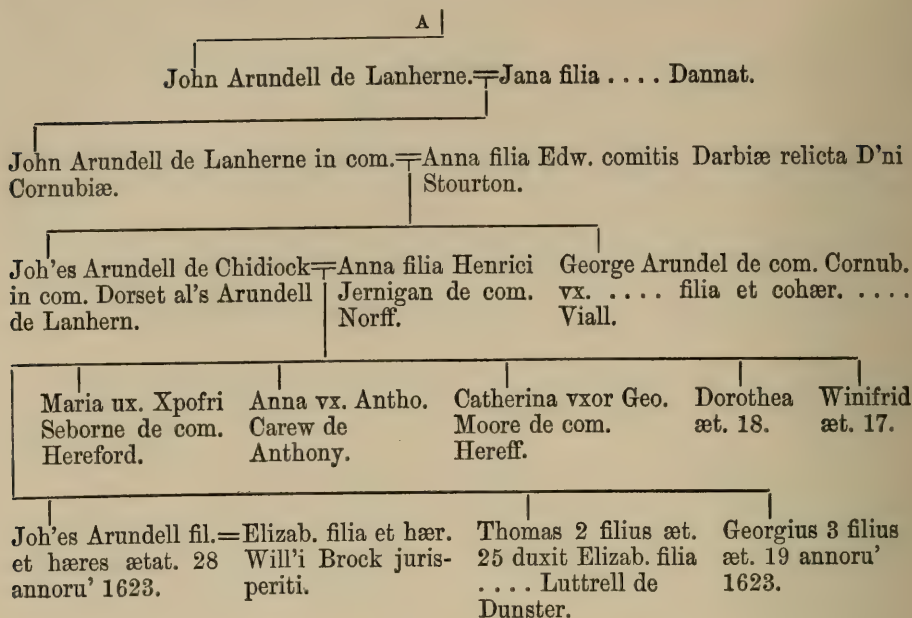 A
John Arundell de Lanherne.=Jana filia . . . . Dannat.
John Arundell de Lanherne in com.=Anna filia Edw. comitis Darbiæ relicta D'ni
Cornubiæ.
Stourton.
Joh'es Arundell de Chidiock=Anna filia Henrici
in com. Dorset al's Arundell
de Lanhern.
Jernigan de com.
Norff.
George Arundel de com. Cornub.
vx. . . . . filia et cohær. . . . .
Viall.
Maria ux. Xpofri
Seborne de com.
Hereford.
Anna vx. Antho.
Carew de
Anthony.
Catherina vxor Geo.
Moore de com.
Hereff.
Dorothea
æt. 18.
Winifrid
æt. 17.
Joh'es Arundell fil.=Elizab. filia et hær.
et hæres ætat. 28
annoru' 1623.
Will'i Brock juris-
periti.
Thomas 2 filius æt.
25 duxit Elizab. filia
. . . . Luttrell de
Dunster.
Georgius 3 filius
æt. 19 annoru'
1623.